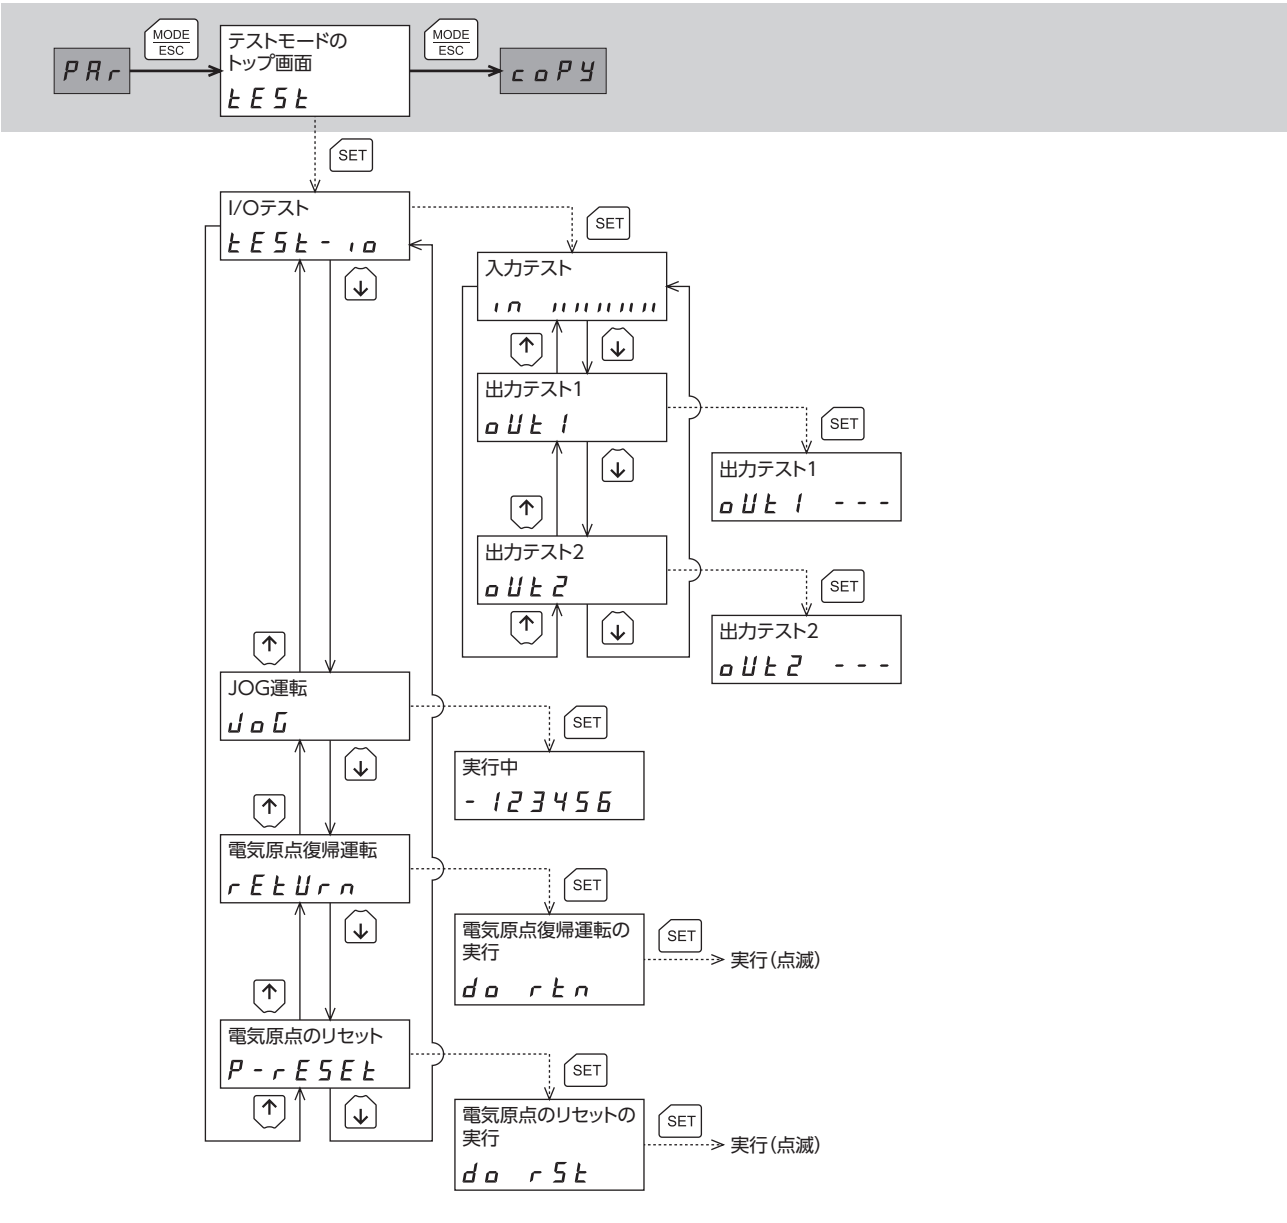 MODE
ESC
MODE
ESC
PAr
テストモードの
トップ画面
tESt
coPY
SET
I/Oテスト
tESt-io
SET
入力テスト
in
出力テスト1
oUt1
SET
出力テスト1
oUt1 ---
出力テスト2
oUt2
SET
出力テスト2
oUt2 ---
JOG運転
JoG
SET
実行中
-123456
電気原点復帰運転
rEtUrn
SET
電気原点復帰運転の
実行
do rtn
SET
実行(点滅)
電気原点のリセット
P-rESEt
SET
電気原点のリセットの
実行
do rSt
SET
実行(点滅)